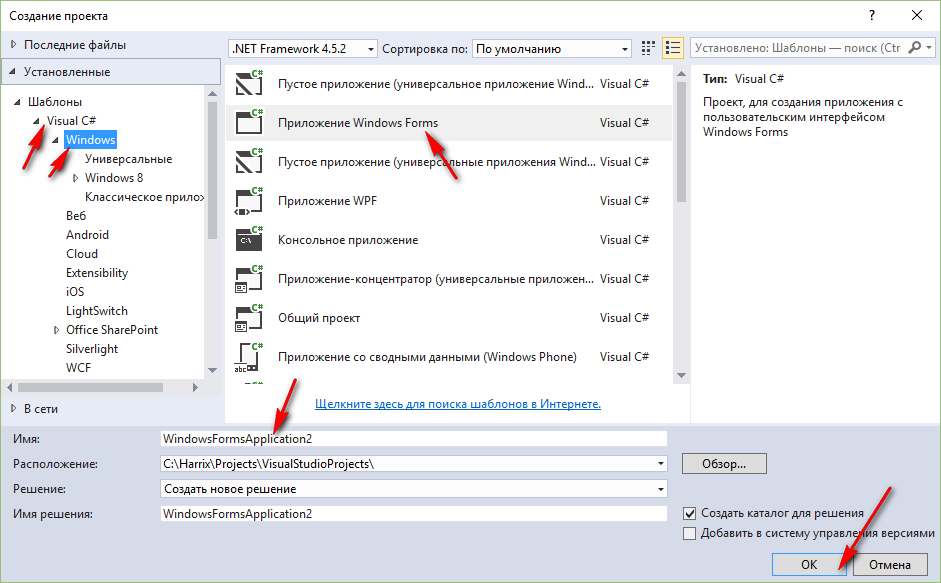 Создание проекта
?
Последние файлы
Установленные
Шаблоны
Visual C#
Windows
Универсальные
Windows 8
Классическое прилож
Веб
Android
Cloud
Extensibility
iOS
LightSwitch
Office SharePoint
Silverlight
WCF
В сети
.NET Framework 4.5.2 Сортировка по: По умолчанию
Пустое приложение (универсальное приложение Wind... Visual C#
Приложение Windows Forms Visual C#
Пустое приложение (универсальные приложения Wind... Visual C#
Приложение WPF Visual C#
Консольное приложение Visual C#
Приложение-концентратор (универсальные приложен... Visual C#
Общий проект Visual C#
Приложение со сводными данными (Windows Phone) Visual C#
Щелкните здесь для поиска шаблонов в Интернете.
Установлено: Шаблоны — поиск (Ctr
Тип: Visual C#
Проект, для создания приложения с
пользовательским интерфейсом
Windows Forms
Имя: WindowsFormsApplication2
Расположение: C:\Harrix\Projects\VisualStudioProjects\ Обзор...
Решение: Создать новое решение
Имя решения: WindowsFormsApplication2
Создать каталог для решения
Добавить в систему управления версиями
ОК Отмена